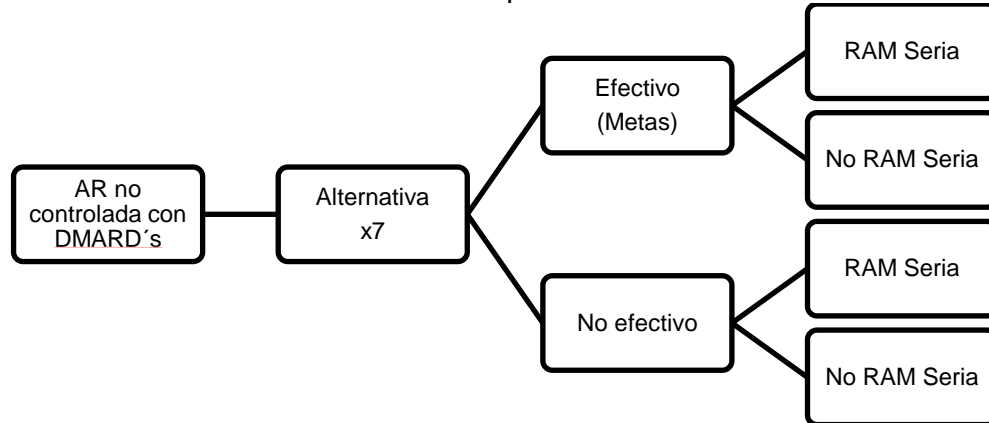 AR no
controlada con
DMARD´s
Alternativa
x7
Efectivo
(Metas)
No efectivo
RAM Seria
No RAM Seria
RAM Seria
No RAM Seria